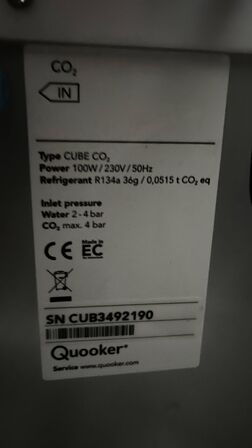 CO₂
IN
Type CUBE CO₂
Power 100W / 230V / 50Hz
Refrigerant R134a 36g / 0,0515 t CO₂ eq
Inlet pressure
Water 2 - 4 bar
CO₂ max. 4 bar
CE Made in EC
SN CUB3492190
Quooker®
Service www.quooker.com